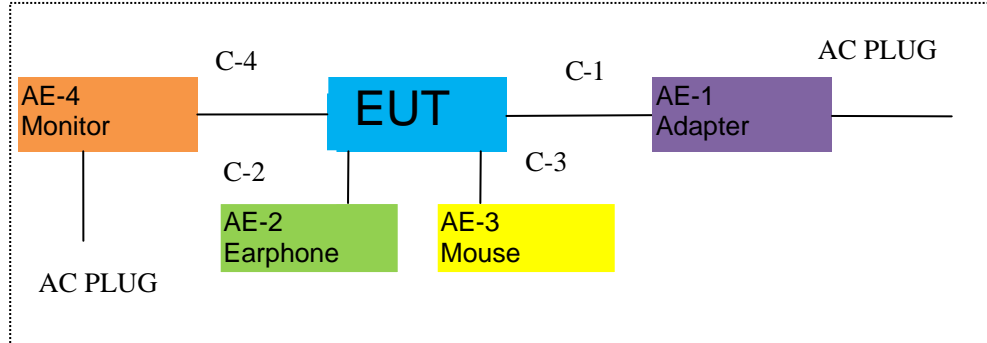 AC PLUG
C-4
C-1
AE-4
Monitor
EUT
AE-1
Adapter
C-2
C-3
AE-2
Earphone
AE-3
Mouse
AC PLUG